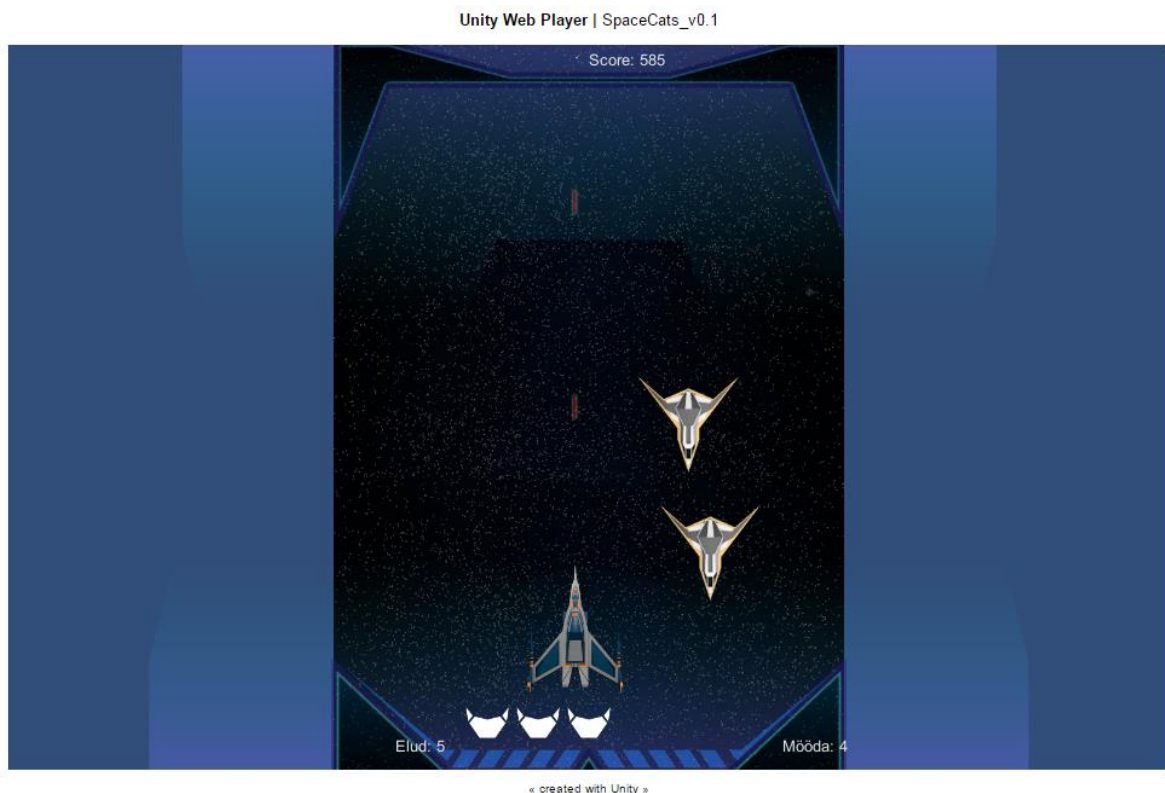 Unity Web Player | SpaceCats_v0.1
Score: 585
Elud: 5
Mööda: 4
« created with Unity »